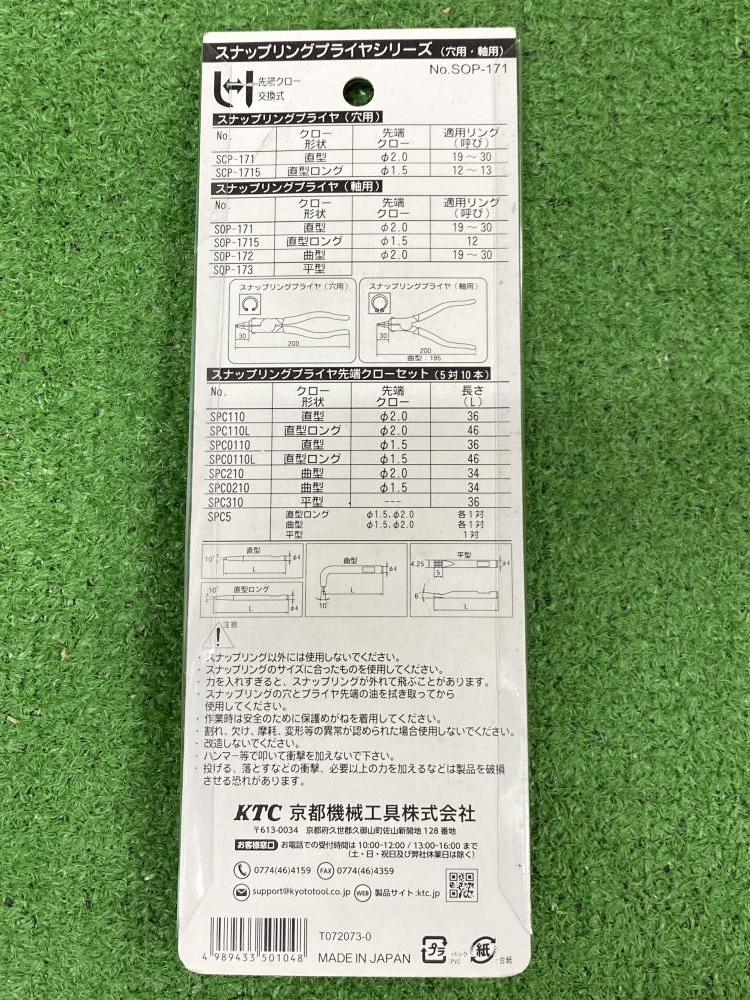 スナップリングプライヤシリーズ（穴用・軸用）
No.SOP-171
先端クロー
交換式
スナップリングプライヤ（穴用）
No. クロー形状 先端クロー 適用リング（呼び）
SCP-171 直型 φ2.0 19～30
SCP-1715 直型ロング φ1.5 12～13
スナップリングプライヤ（軸用）
No. クロー形状 先端クロー 適用リング（呼び）
SOP-171 直型 φ2.0 19～30
SOP-1715 直型ロング φ1.5 12
SOP-172 曲型 φ2.0 19～30
SOP-173 平型
スナップリングプライヤ（穴用） スナップリングプライヤ（軸用）
30 30
200 200
曲型：195
スナップリングプライヤ先端クローセット（5対10本）
No. クロー形状 先端クロー 長さ（L）
SPC110 直型 φ2.0 36
SPC110L 直型ロング φ2.0 46
SPC0110 直型 φ1.5 36
SPC0110L 直型ロング φ1.5 46
SPC210 曲型 φ2.0 34
SPC0210 曲型 φ1.5 34
SPC310 平型 --- 36
SPC5 直型ロング φ1.5、φ2.0 各1対
曲型 φ1.5、φ2.0 各1対
平型 1対
直型 曲型 平型
10° φ4 φ4 4.25 φ4
L L 5
直型ロング
10° φ4 10° 6°
L L
注意
・スナップリング以外には使用しないでください。
・スナップリングのサイズに合ったものを使用してください。
・力を入れすぎると、スナップリングが外れて飛ぶことがあります。
・スナップリングの穴とプライヤ先端の油を拭き取ってから
使用してください。
・作業時は安全のために保護めがねを着用してください。
・割れ、欠け、摩耗、変形等の異常が認められた場合使用しないでください。
・改造しないでください。
・ハンマー等で叩いて衝撃を加えないで下さい。
・投げる、落とすなどの衝撃、必要以上の力を加えるなどは製品を破損
させる恐れがあります。
KTC 京都機械工具株式会社
〒613-0034 京都府久世郡久御山町佐山新開地128番地
お客様窓口 お電話での受付時間は 10:00-12:00 / 13:00-16:00 まで
（土・日・祝日及び弊社休業日は除く）
0774(46)4159 FAX 0774(46)4359
support@kyototool.co.jp WEB 製品サイト:ktc.jp
T072073-0
4 989433 501048 MADE IN JAPAN
プラ パック PVC 紙 台紙